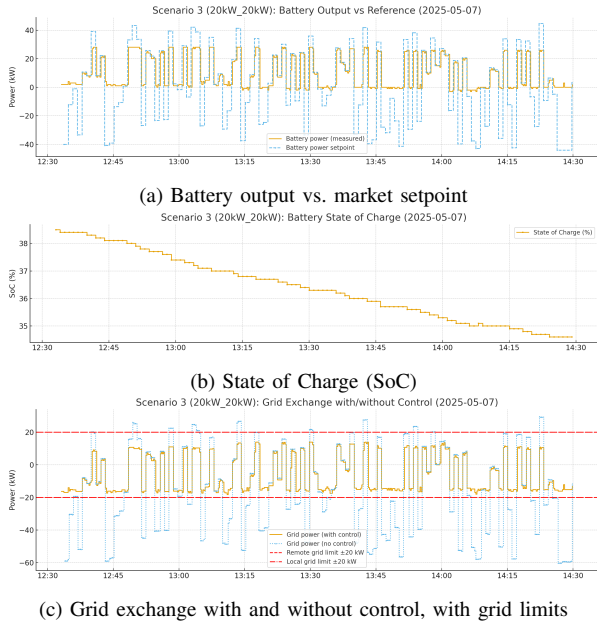 Scenario 3 (20kW_20kW): Battery Output vs Reference (2025-05-07)
Power (kW)
40
20
0
−20
−40
Battery power (measured)
Battery power setpoint
12:30 12:45 13:00 13:15 13:30 13:45 14:00 14:15 14:30
(a) Battery output vs. market setpoint
Scenario 3 (20kW_20kW): Battery State of Charge (2025-05-07)
SoC (%)
38
37
36
35
State of Charge (%)
12:30 12:45 13:00 13:15 13:30 13:45 14:00 14:15 14:30
(b) State of Charge (SoC)
Scenario 3 (20kW_20kW): Grid Exchange with/without Control (2025-05-07)
Power (kW)
20
0
−20
−40
−60
Grid power (with control)
Grid power (no control)
Remote grid limit ±20 kW
Local grid limit ±20 kW
12:30 12:45 13:00 13:15 13:30 13:45 14:00 14:15 14:30
(c) Grid exchange with and without control, with grid limits